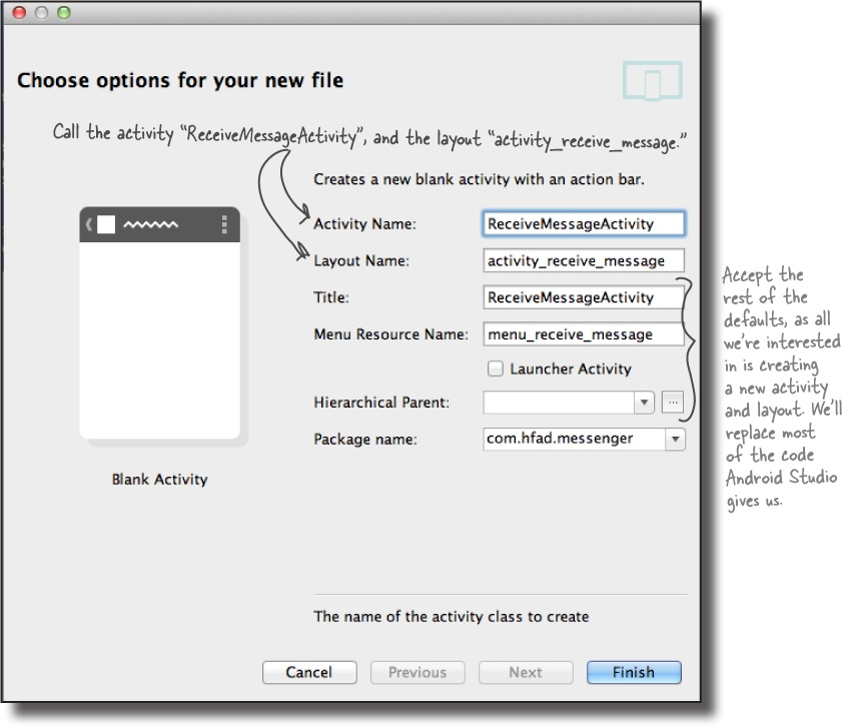 Choose options for your new file
Call the activity “ReceiveMessageActivity”, and the layout “activity_receive_message.”
Creates a new blank activity with an action bar.
Activity Name: ReceiveMessageActivity
Layout Name: activity_receive_message
Title: ReceiveMessageActivity
Menu Resource Name: menu_receive_message
Launcher Activity
Hierarchical Parent: ...
Package name: com.hfad.messenger
Blank Activity
Accept the
rest of the
defaults, as all
we're interested
in is creating
a new activity
and layout. We'll
replace most
of the code
Android Studio
gives us.
The name of the activity class to create
Cancel Previous Next Finish